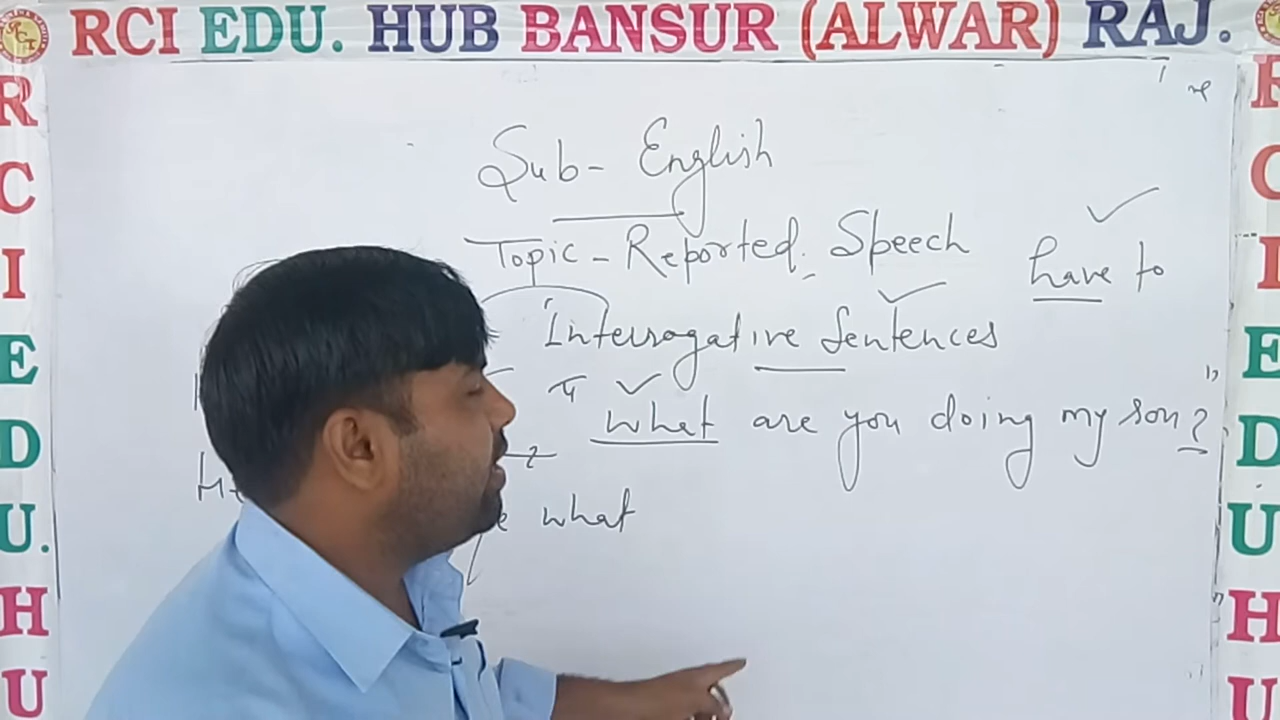 RCI EDU. HUB BANSUR (ALWAR) RAJ.
R C I E D U. H U
Sub- English
Topic - Reported Speech
have to
Interrogative Sentences
" what are you doing my son? "
He
what
R C I E D U H U